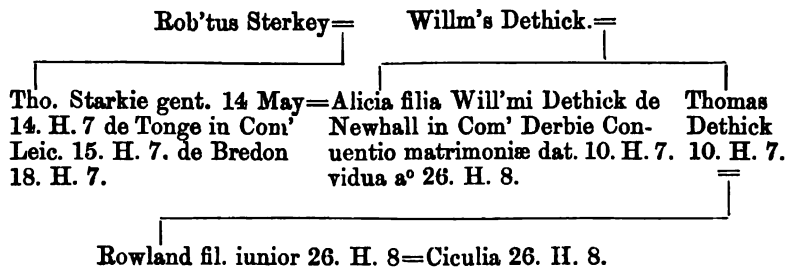 Rob'tus Sterkey= Willm's Dethick.=
Tho. Starkie gent. 14 May=Alicia filia Will'mi Dethick de Thomas
14. H. 7 de Tonge in Com' Newhall in Com' Derbie Con- Dethick
Leic. 15. H. 7. de Bredon uentio matrimoniæ dat. 10. H. 7. 10. H. 7.
18. H. 7. vidua aº 26. H. 8. =
Rowland fil. iunior 26. H. 8=Ciculia 26. H. 8.